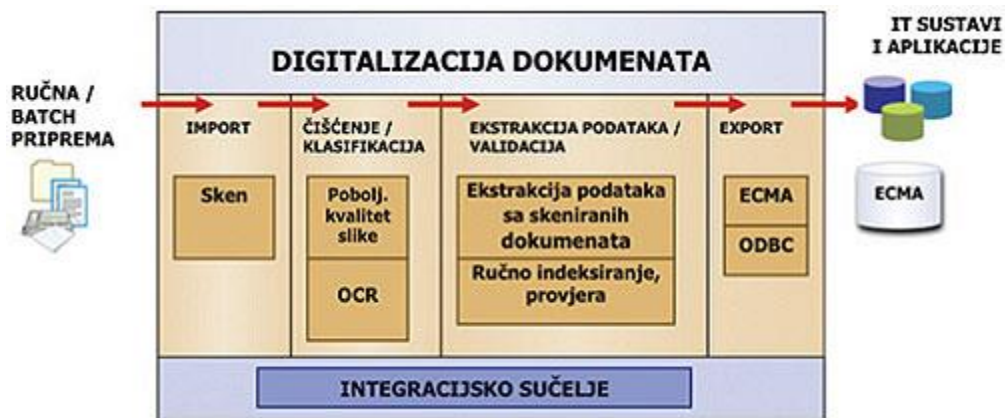 DIGITALIZACIJA DOKUMENATA
IT SUSTAVI
I APLIKACIJE
RUČNA /
BATCH
PRIPREMA
IMPORT
ČIŠĆENJE /
KLASIFIKACIJA
EKSTRAKCIJA PODATAKA /
VALIDACIJA
EXPORT
Sken
Pobolj.
kvalitet
slike
OCR
Ekstrakcija podataka
sa skeniranih
dokumenata
Ručno indeksiranje,
provjera
ECMA
ODBC
ECMA
INTEGRACIJSKO SUČELJE